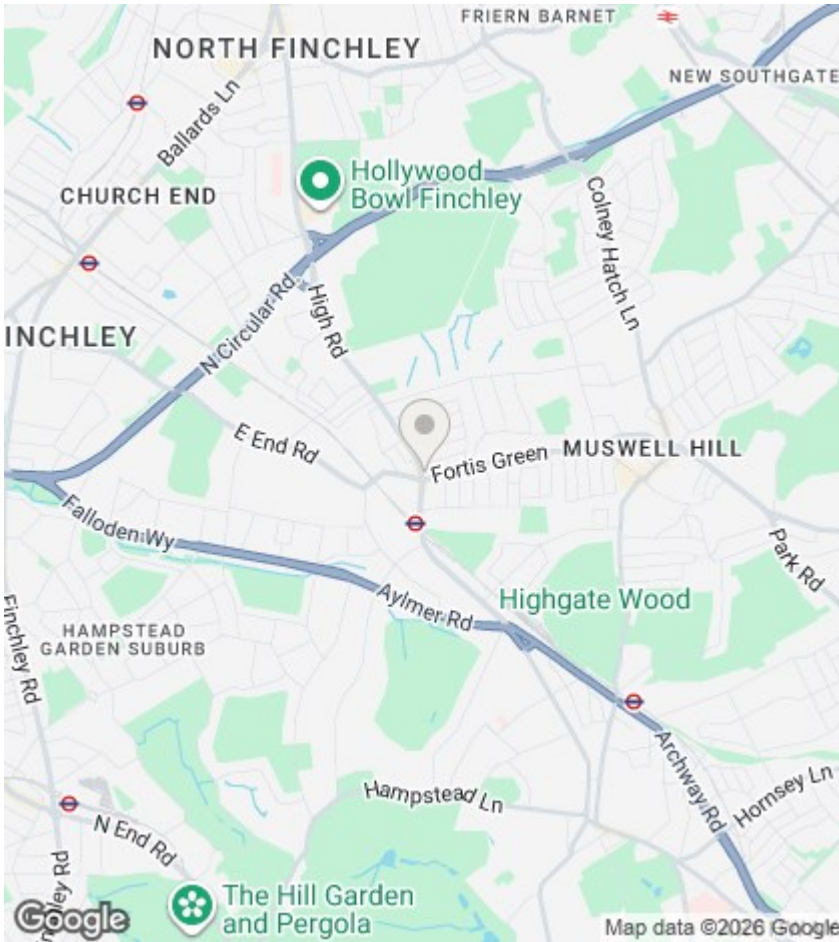 FRIERN BARNET
NORTH FINCHLEY
NEW SOUTHGATE
Ballards Ln
Hollywood
Bowl Finchley
CHURCH END
Colney Hatch Ln
N Circular Rd
High Rd
INCHLEY
E End Rd
Fortis Green
MUSWELL HILL
Falloden Wy
Park Rd
Aylmer Rd
Highgate Wood
Finchley Rd
HAMPSTEAD
GARDEN SUBURB
Archway Rd
Hampstead Ln
Hornsey Ln
N End Rd
nchley Rd
The Hill Garden
and Pergola
Google
Map data ©2026 Google